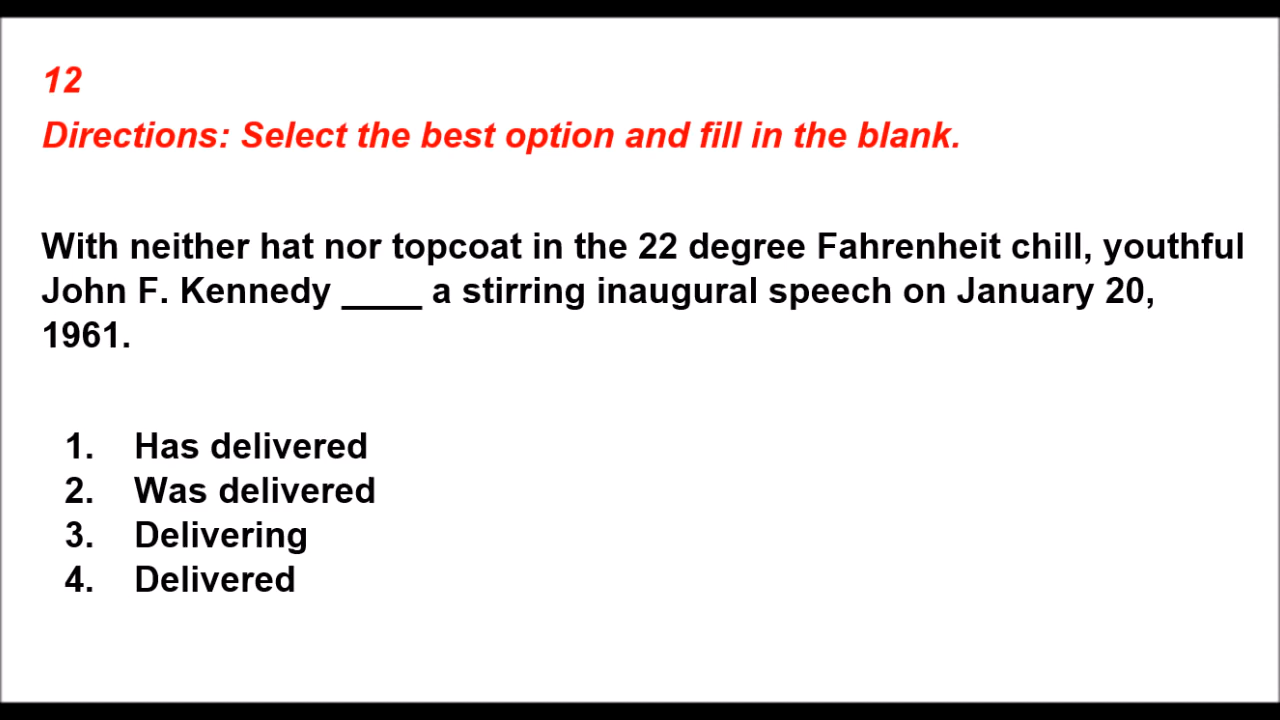 12
Directions: Select the best option and fill in the blank.
With neither hat nor topcoat in the 22 degree Fahrenheit chill, youthful
John F. Kennedy ____ a stirring inaugural speech on January 20,
1961.
1. Has delivered
2. Was delivered
3. Delivering
4. Delivered